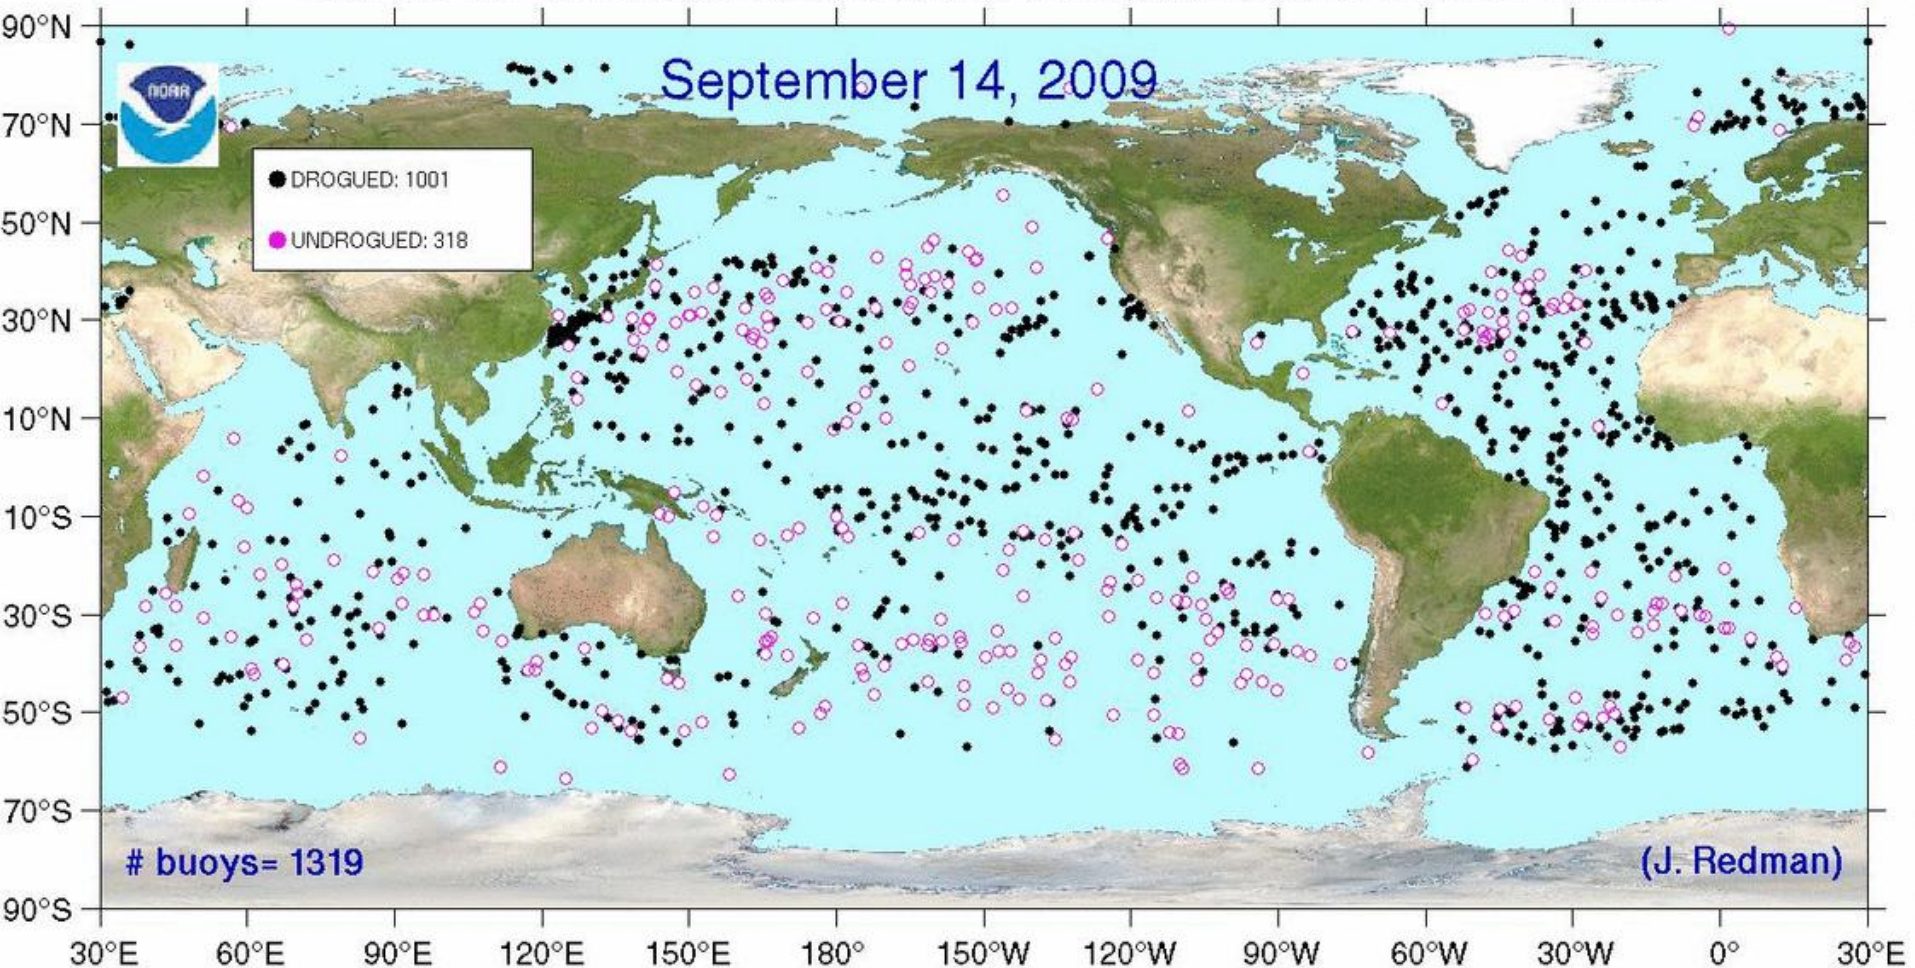 90°N
September 14, 2009
NOAA
70°N
DROGUED: 1001
50°N
UNDROGUED: 318
30°N
10°N
10°S
30°S
50°S
70°S
# buoys= 1319
(J. Redman)
90°S
30°E 60°E 90°E 120°E 150°E 180° 150°W 120°W 90°W 60°W 30°W 0° 30°E